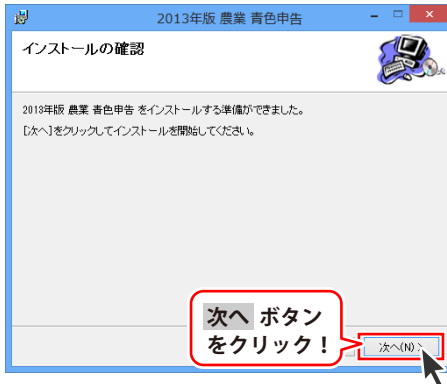 2013年版 農業 青色申告
インストールの確認
2013年版 農業 青色申告 をインストールする準備ができました。
[次へ]をクリックしてインストールを開始してください。
次へ ボタン
をクリック！
次へ(N) >